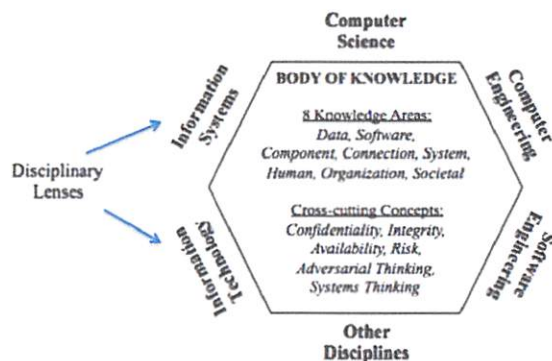 Computer
Science
Information
Systems
Computer
Engineering
BODY OF KNOWLEDGE
8 Knowledge Areas:
Data, Software,
Component, Connection, System,
Human, Organization, Societal
Disciplinary
Lenses
Cross-cutting Concepts:
Confidentiality, Integrity,
Availability, Risk,
Adversarial Thinking,
Systems Thinking
Information
Technology
Software
Engineering
Other
Disciplines